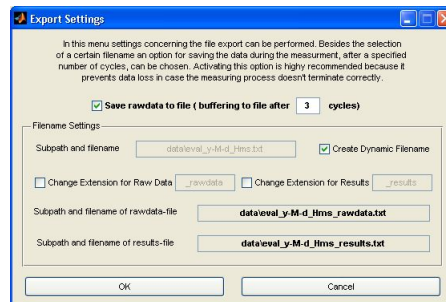 Export Settings
In this menu settings concerning the file export can be performed. Besides the selection
of a certain filename an option for saving the data during the measurment, after a specified
number of cycles, can be chosen. Activating this option is highy recommended because it
prevents data loss in case the measuring process doesn't terminate correctly.
Save rawdata to file ( buffering to file after 3 cycles)
Filename Settings
Subpath and filename data\eval_y-M-d_Hms.txt Create Dynamic Filename
Change Extension for Raw Data _rawdata Change Extension for Results _results
Subpath and filename of rawdata-file data\eval_y-M-d_Hms_rawdata.txt
Subpath and filename of results-file data\eval_y-M-d_Hms_results.txt
OK Cancel